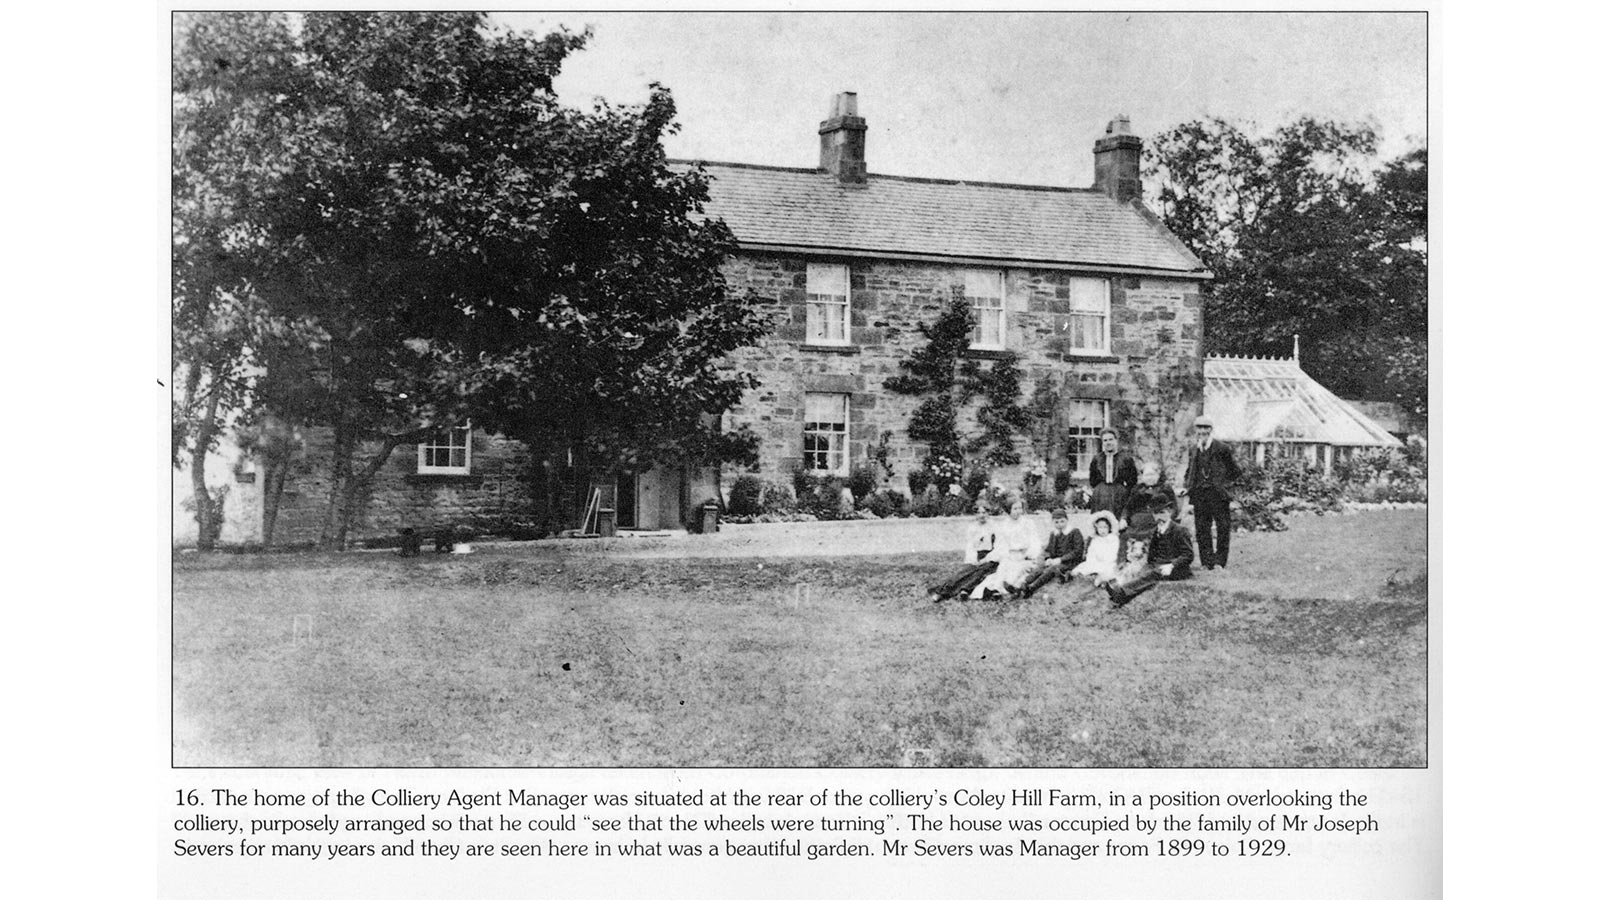 16. The home of the Colliery Agent Manager was situated at the rear of the colliery's Coley Hill Farm, in a position overlooking the
colliery, purposely arranged so that he could “see that the wheels were turning”. The house was occupied by the family of Mr Joseph
Severs for many years and they are seen here in what was a beautiful garden. Mr Severs was Manager from 1899 to 1929.